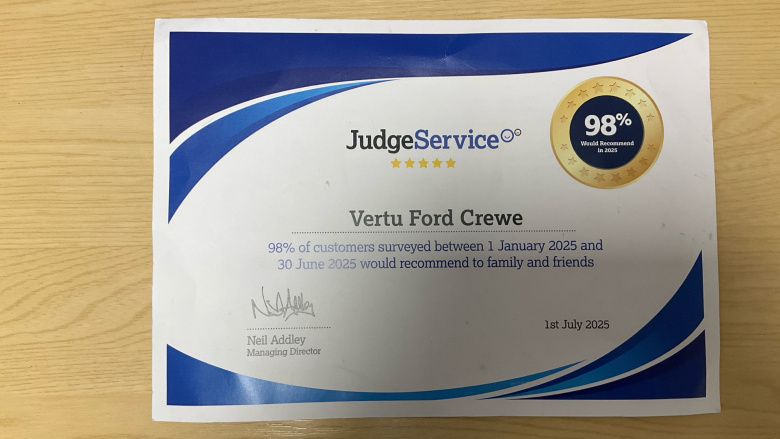 98%
Would Recommend
in 2025
JudgeService
Vertu Ford Crewe
98% of customers surveyed between 1 January 2025 and
30 June 2025 would recommend to family and friends
1st July 2025
Neil Addley
Managing Director